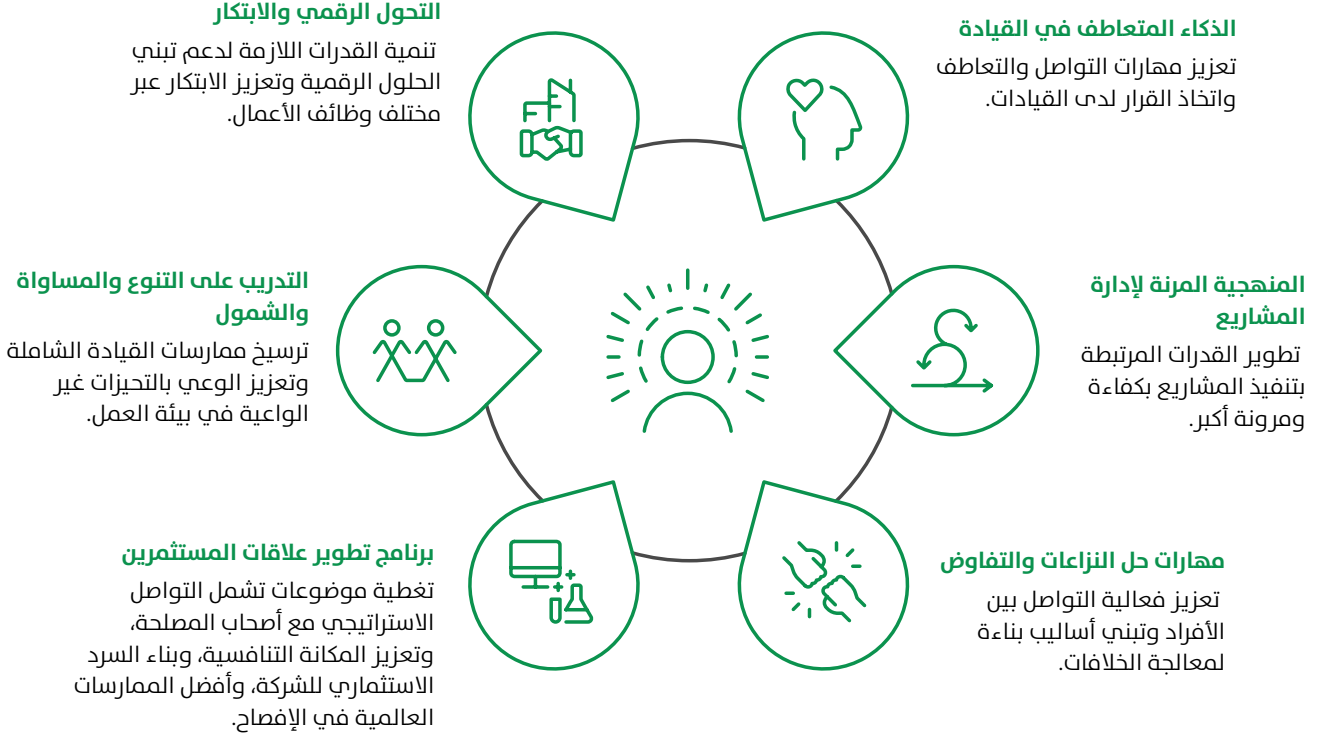 الذكاء المتعاطف في القيادة
تعزيز مهارات التواصل والتعاطف
واتخاذ القرار لدى القيادات.
المنهجية المرنة لإدارة
المشاريع
تطوير القدرات المرتبطة
بتنفيذ المشاريع بكفاءة
ومرونة أكبر.
مهارات حل النزاعات والتفاوض
تعزيز فعالية التواصل بين
الأفراد وتبني أساليب بناءة
لمعالجة الخلافات.
التحول الرقمي والابتكار
تنمية القدرات اللازمة لدعم تبني
الحلول الرقمية وتعزيز الابتكار عبر
مختلف وظائف الأعمال.
التدريب على التنوع والمساواة
والشمول
ترسيخ ممارسات القيادة الشاملة
وتعزيز الوعي بالتحيزات غير
الواعية في بيئة العمل.
برنامج تطوير علاقات المستثمرين
تغطية موضوعات تشمل التواصل
الاستراتيجي مع أصحاب المصلحة،
وتعزيز المكانة التنافسية، وبناء السرد
الاستثماري للشركة، وأفضل الممارسات
العالمية في الإفصاح.